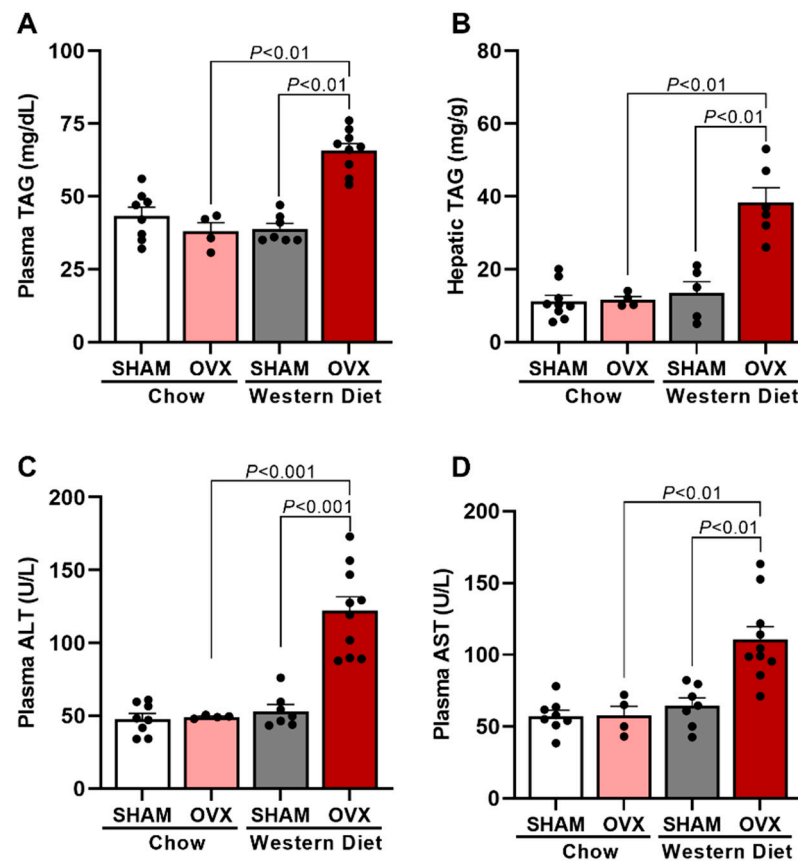 A
Plasma TAG (mg/dL)
100
75
50
25
0
P<0.01
P<0.01
SHAM OVX SHAM OVX
Chow Western Diet
B
Hepatic TAG (mg/g)
80
60
40
20
0
P<0.01
P<0.01
SHAM OVX SHAM OVX
Chow Western Diet
C
Plasma ALT (U/L)
200
150
100
50
0
P<0.001
P<0.001
SHAM OVX SHAM OVX
Chow Western Diet
D
Plasma AST (U/L)
200
150
100
50
0
P<0.01
P<0.01
SHAM OVX SHAM OVX
Chow Western Diet